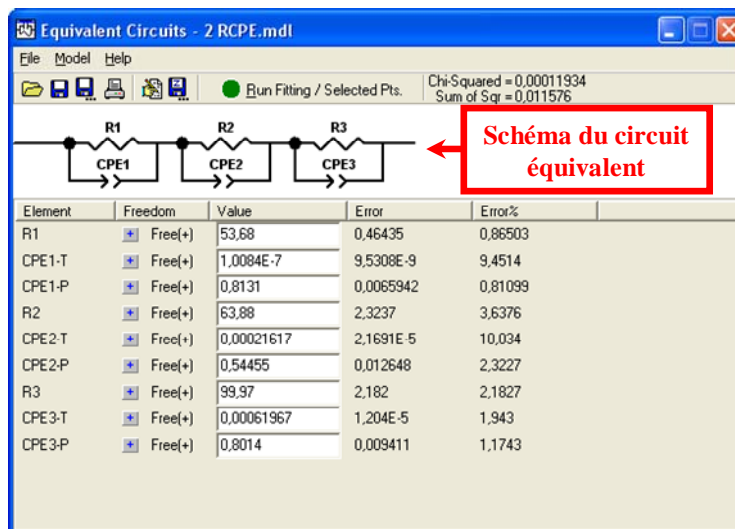 Equivalent Circuits - 2 RCPE.mdl
File Model Help
Run Fitting / Selected Pts. Chi-Squared = 0,00011934
Sum of Sqr = 0,011576
R1 R2 R3
CPE1 CPE2 CPE3
Schéma du circuit
équivalent
Element Freedom Value Error Error%
R1 + Free(+) 53,68 0,46435 0,86503
CPE1-T + Free(+) 1,0084E-7 9,5308E-9 9,4514
CPE1-P + Free(+) 0,8131 0,0065942 0,81099
R2 + Free(+) 63,88 2,3237 3,6376
CPE2-T + Free(+) 0,00021617 2,1691E-5 10,034
CPE2-P + Free(+) 0,54455 0,012648 2,3227
R3 + Free(+) 99,97 2,182 2,1827
CPE3-T + Free(+) 0,00061967 1,204E-5 1,943
CPE3-P + Free(+) 0,8014 0,009411 1,1743